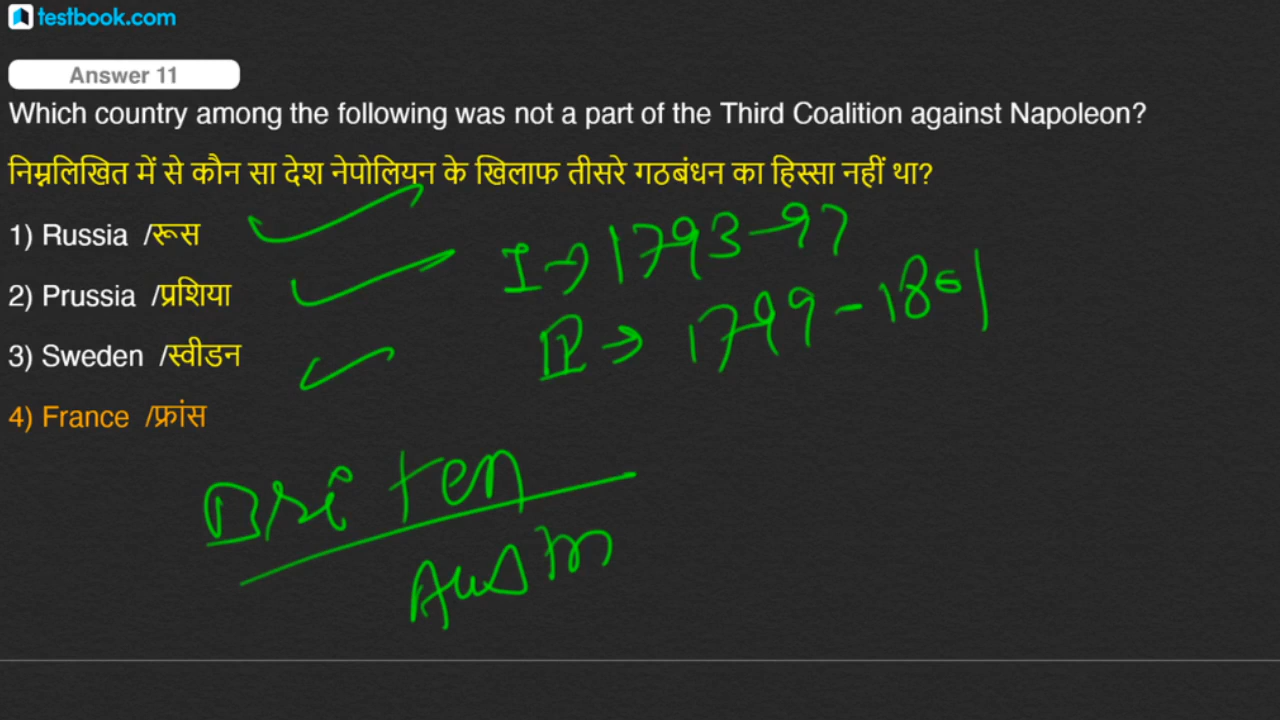 testbook.com
Answer 11
Which country among the following was not a part of the Third Coalition against Napoleon?
निम्नलिखित में से कौन सा देश नेपोलियन के खिलाफ तीसरे गठबंधन का हिस्सा नहीं था?
1) Russia /रूस
I → 1793-97
2) Prussia /प्रशिया
II → 1799-1801
3) Sweden /स्वीडन
4) France /फ्रांस
Briten